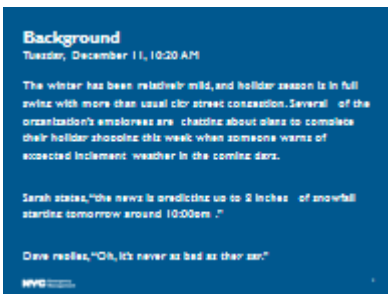 Background
Tuesday, December 11, 10:20 AM
The winter has been relatively mild, and holiday season is in full
swing with more than usual city street congestion. Several of the
organization's employees are chatting about plans to complete
their holiday shopping this week when someone warns of
expected inclement weather in the coming days.
Sarah states, "the news is predicting up to 8 inches of snowfall
starting tomorrow around 10:00pm ."
Dave replies, "Oh, it's never as bad as they say."
NYC